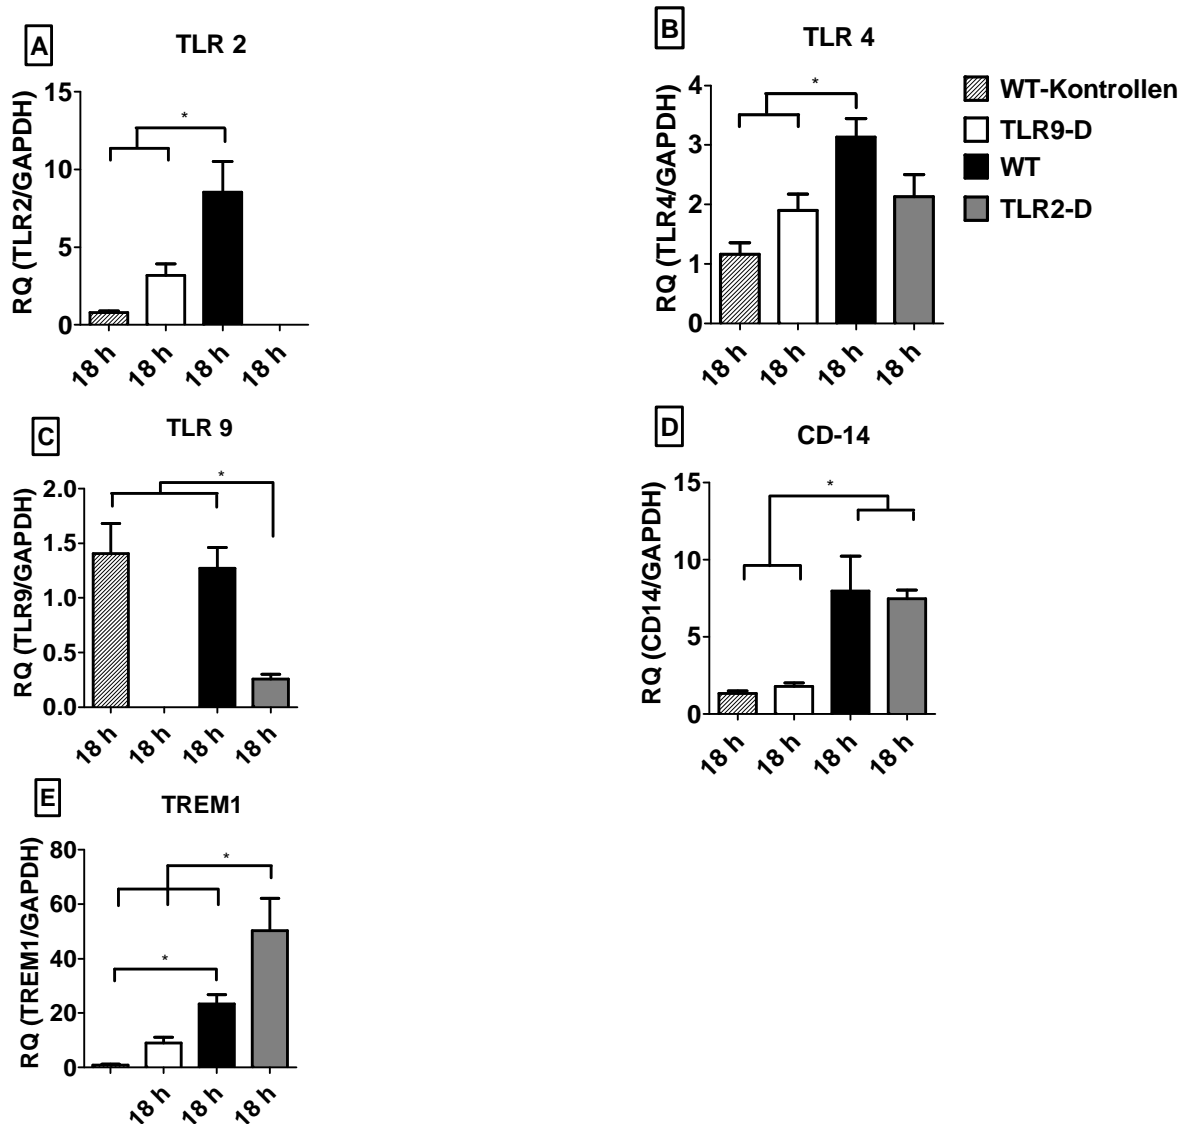 A
TLR 2
RQ (TLR2/GAPDH)
15
10
5
0
*
18 h
18 h
18 h
18 h
B
TLR 4
RQ (TLR4/GAPDH)
4
3
2
1
0
*
18 h
18 h
18 h
18 h
WT-Kontrollen
TLR9-D
WT
TLR2-D
C
TLR 9
RQ (TLR9/GAPDH)
2.0
1.5
1.0
0.5
0.0
*
18 h
18 h
18 h
18 h
D
CD-14
RQ (CD14/GAPDH)
15
10
5
0
*
18 h
18 h
18 h
18 h
E
TREM1
RQ (TREM1/GAPDH)
80
60
40
20
0
*
*
18 h
18 h
18 h